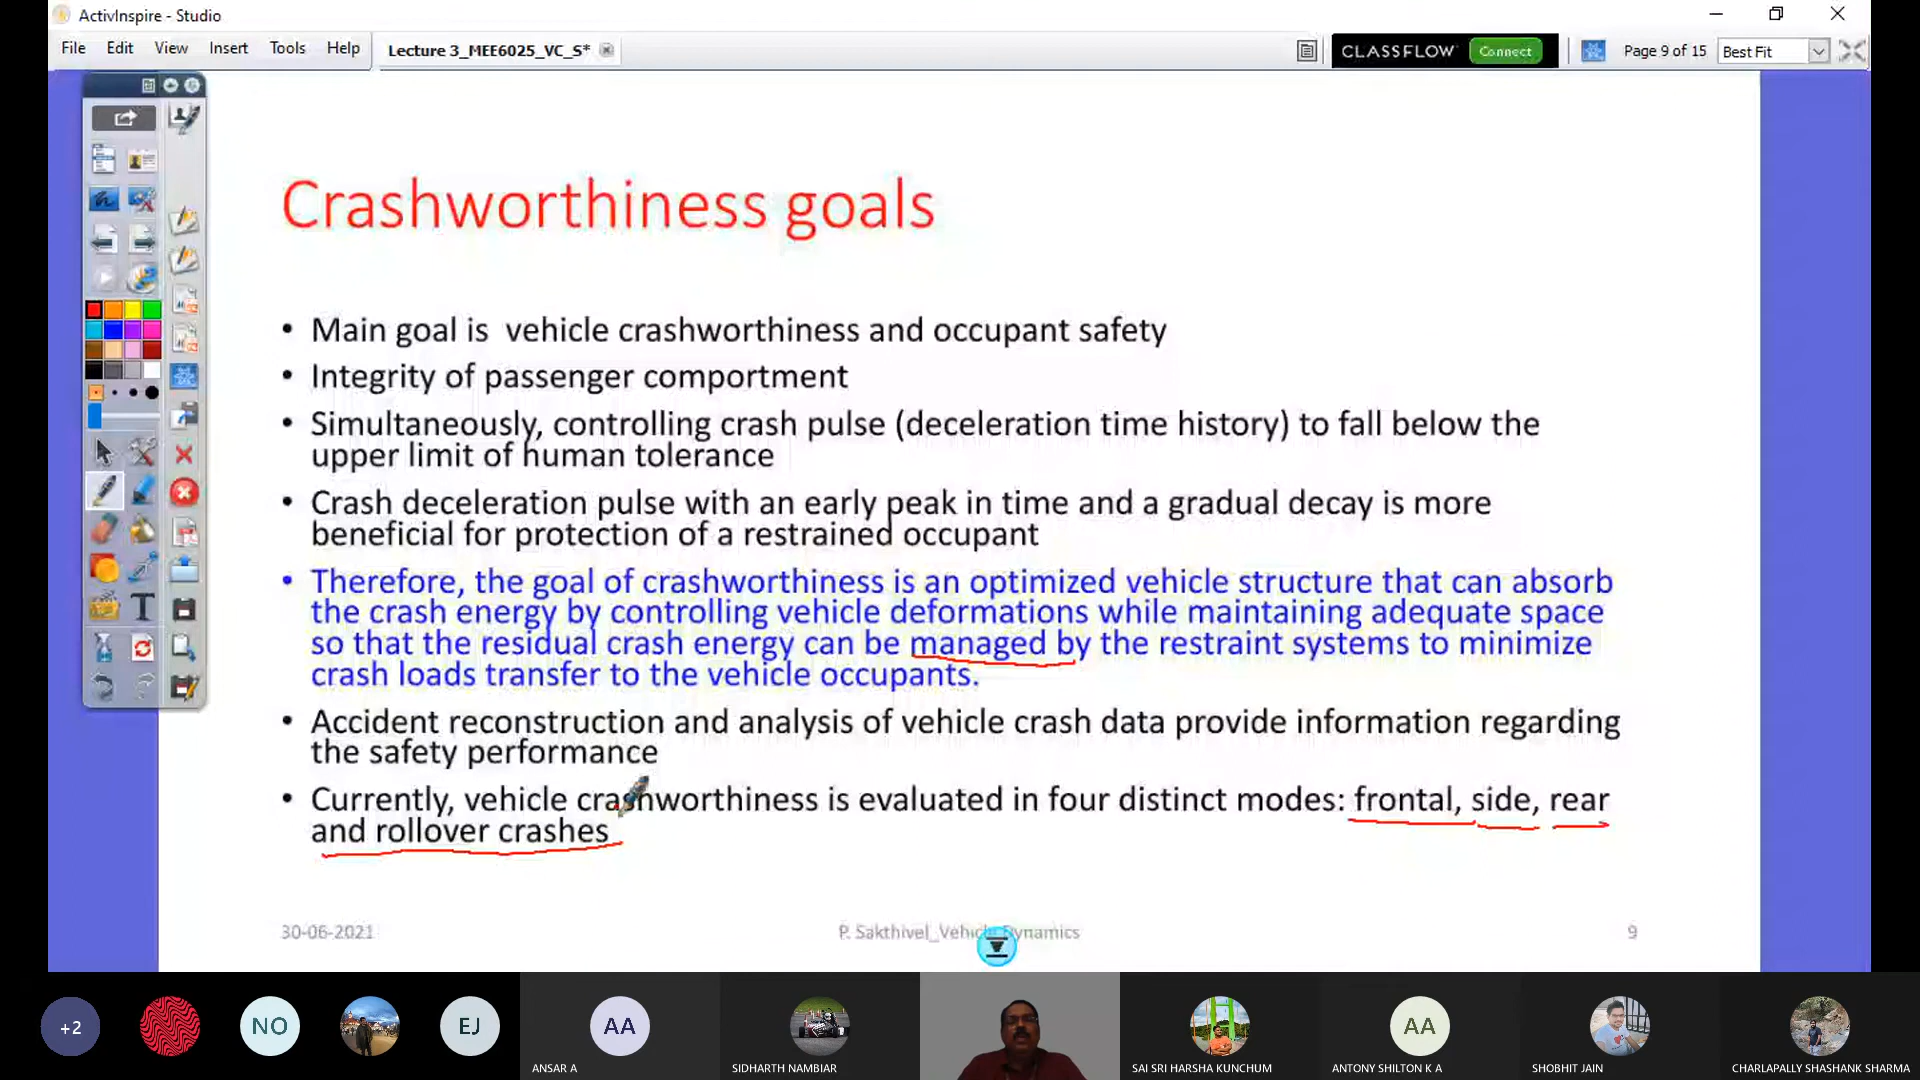 ActivInspire - Studio
File Edit View Insert Tools Help Lecture 3_MEE6025_VC_S* CLASSFLOW Connect Page 9 of 15 Best Fit
Crashworthiness goals
• Main goal is vehicle crashworthiness and occupant safety
• Integrity of passenger comportment
• Simultaneously, controlling crash pulse (deceleration time history) to fall below the
upper limit of human tolerance
• Crash deceleration pulse with an early peak in time and a gradual decay is more
beneficial for protection of a restrained occupant
• Therefore, the goal of crashworthiness is an optimized vehicle structure that can absorb
the crash energy by controlling vehicle deformations while maintaining adequate space
so that the residual crash energy can be managed by the restraint systems to minimize
crash loads transfer to the vehicle occupants.
• Accident reconstruction and analysis of vehicle crash data provide information regarding
the safety performance
• Currently, vehicle crashworthiness is evaluated in four distinct modes: frontal, side, rear
and rollover crashes
30-06-2021 P. Sakthivel_Vehicle Dynamics 9
+2 NO EJ AA AA
ANSAR A SIDHARTH NAMBIAR SAI SRI HARSHA KUNCHUM ANTONY SHILTON K A SHOBHIT JAIN CHARLAPALLY SHASHANK SHARMA